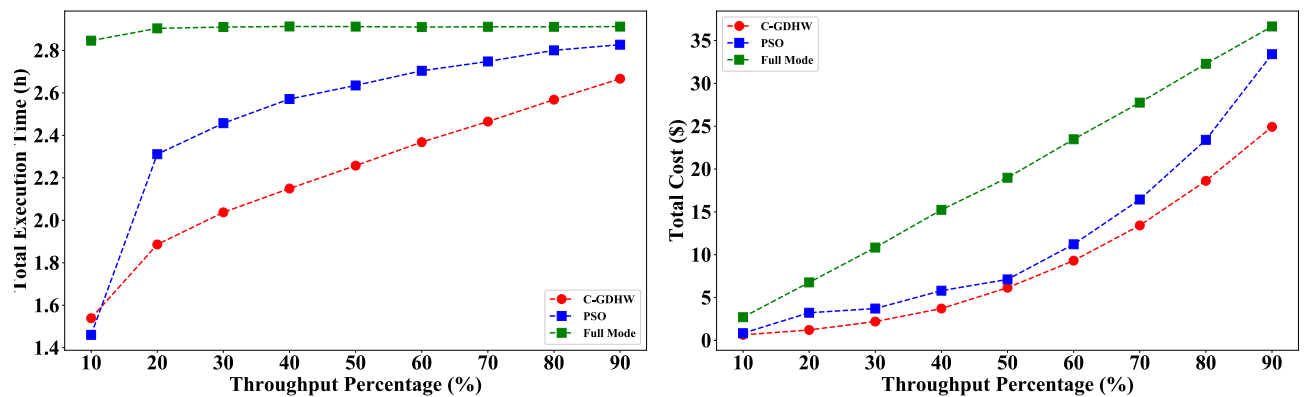 Total Execution Time (h)
2.8
2.6
2.4
2.2
2.0
1.8
1.6
1.4
C-GDHW
PSO
Full Mode
10 20 30 40 50 60 70 80 90
Throughput Percentage (%)
Total Cost ($)
35
30
25
20
15
10
5
0
C-GDHW
PSO
Full Mode
10 20 30 40 50 60 70 80 90
Throughput Percentage (%)